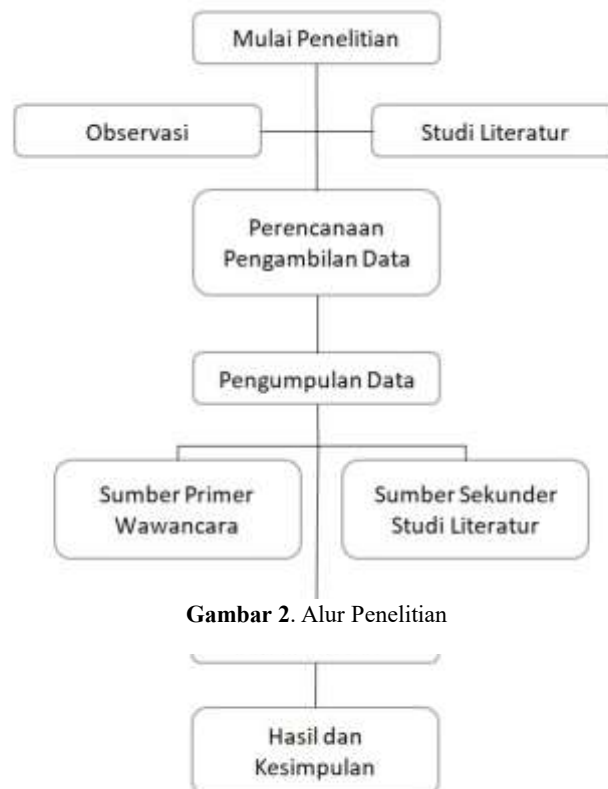 Mulai Penelitian
Observasi
Studi Literatur
Perencanaan
Pengambilan Data
Pengumpulan Data
Sumber Primer
Wawancara
Sumber Sekunder
Studi Literatur
Gambar 2. Alur Penelitian
Hasil dan
Kesimpulan